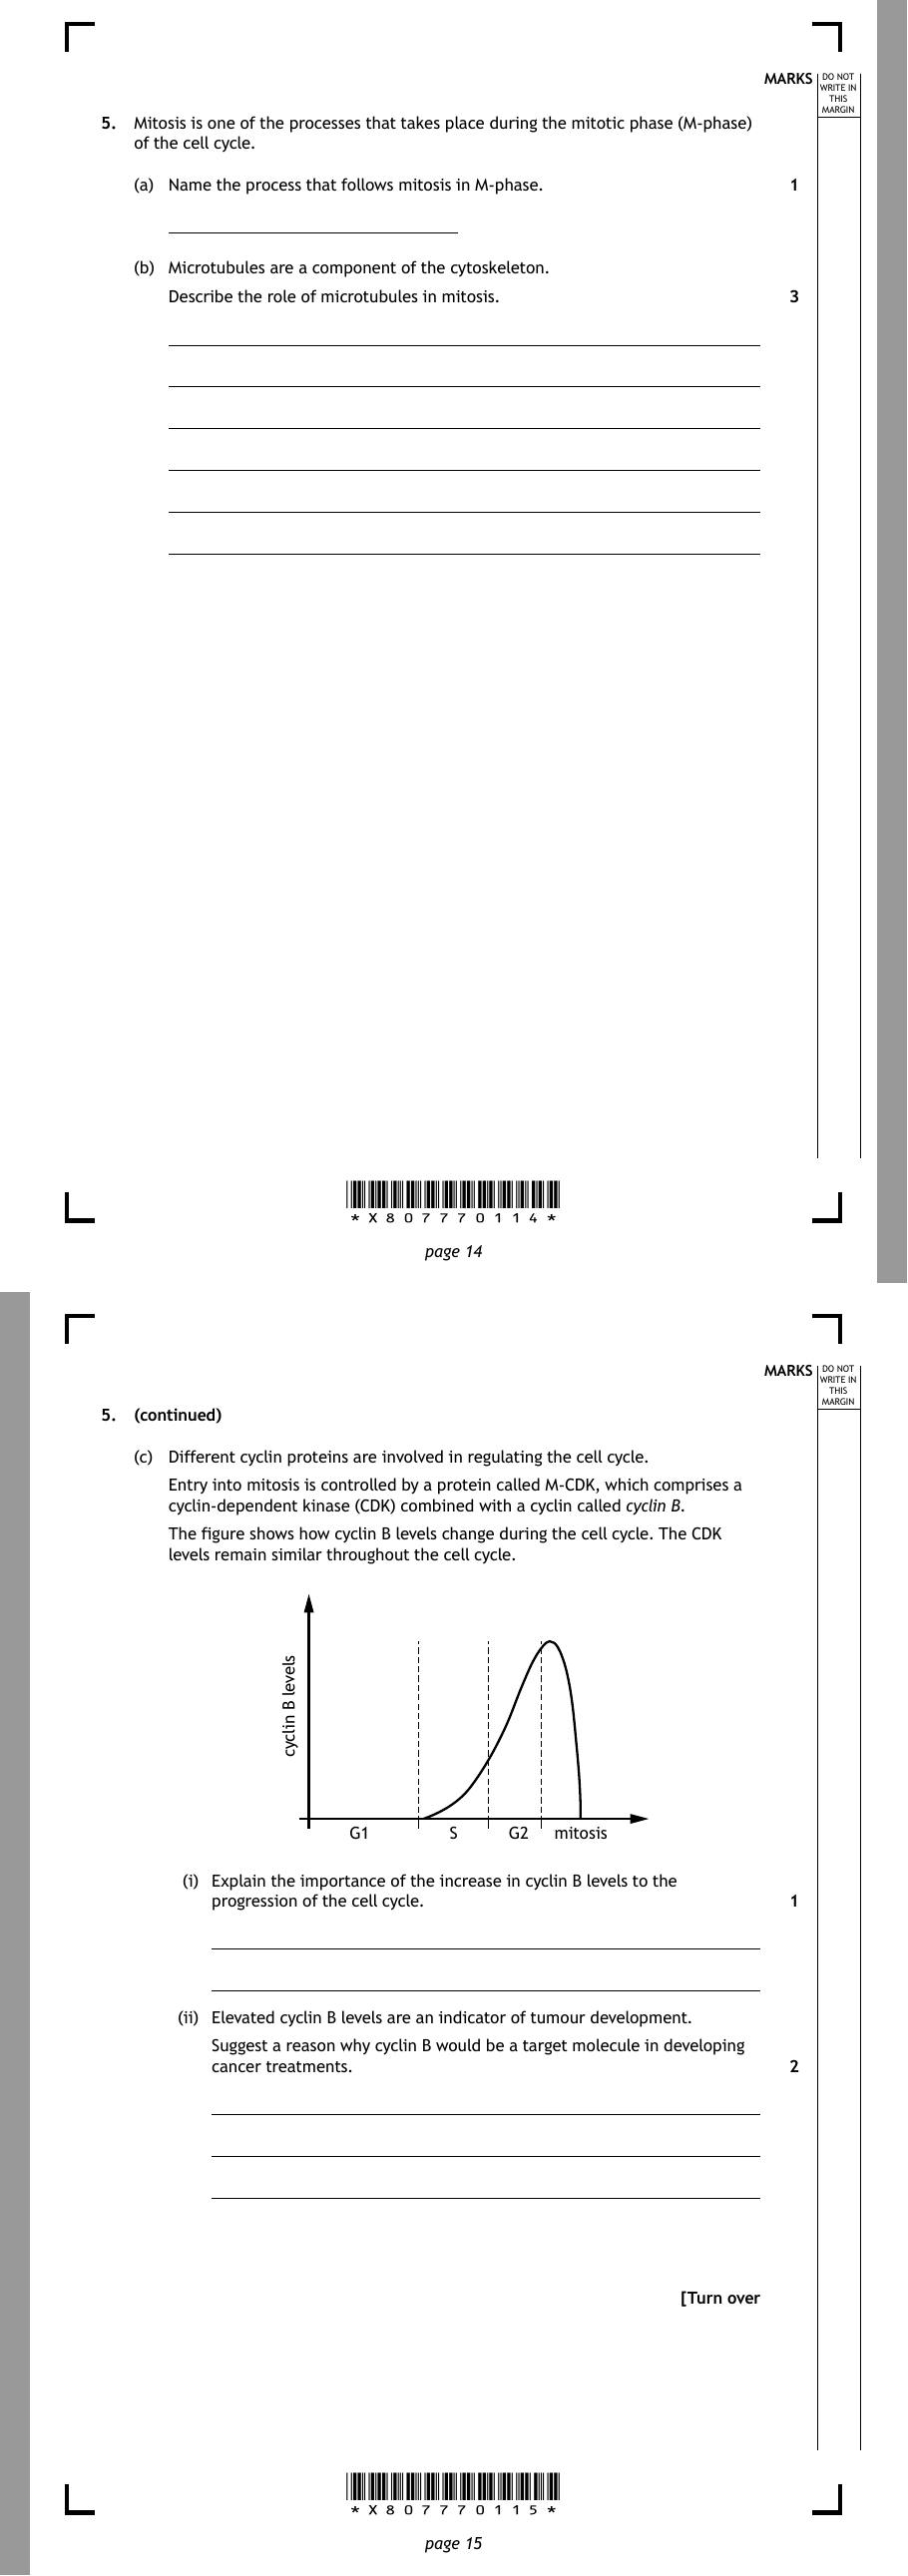 MARKS
DO NOT
WRITE IN
THIS
MARGIN
5. Mitosis is one of the processes that takes place during the mitotic phase (M-phase)
of the cell cycle.
(a) Name the process that follows mitosis in M-phase. 1
(b) Microtubules are a component of the cytoskeleton.
Describe the role of microtubules in mitosis. 3
* X 8 0 7 7 7 0 1 1 4 *
page 14
MARKS
DO NOT
WRITE IN
THIS
MARGIN
5. (continued)
(c) Different cyclin proteins are involved in regulating the cell cycle.
Entry into mitosis is controlled by a protein called M-CDK, which comprises a
cyclin-dependent kinase (CDK) combined with a cyclin called cyclin B.
The figure shows how cyclin B levels change during the cell cycle. The CDK
levels remain similar throughout the cell cycle.
cyclin B levels
G1 S G2 mitosis
(i) Explain the importance of the increase in cyclin B levels to the
progression of the cell cycle. 1
(ii) Elevated cyclin B levels are an indicator of tumour development.
Suggest a reason why cyclin B would be a target molecule in developing
cancer treatments. 2
[Turn over
* X 8 0 7 7 7 0 1 1 5 *
page 15